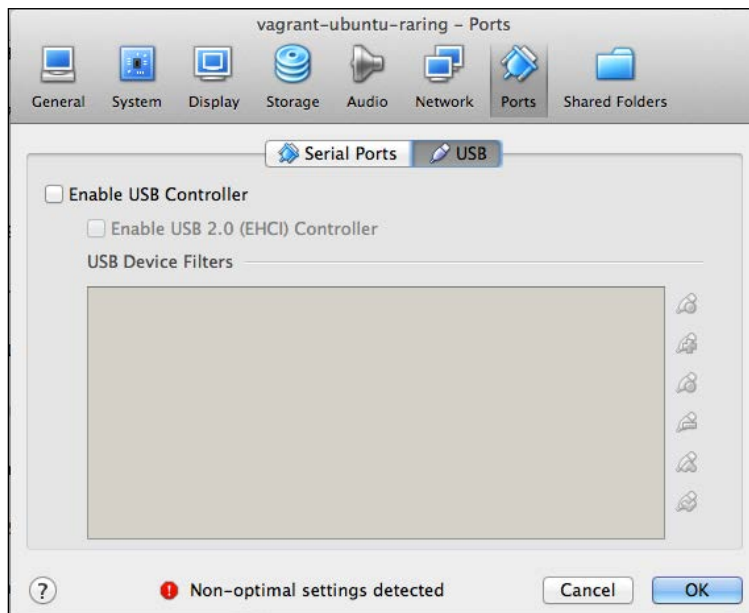 vagrant-ubuntu-raring – Ports
General System Display Storage Audio Network Ports Shared Folders
Serial Ports USB
Enable USB Controller
Enable USB 2.0 (EHCI) Controller
USB Device Filters
? Non-optimal settings detected Cancel OK